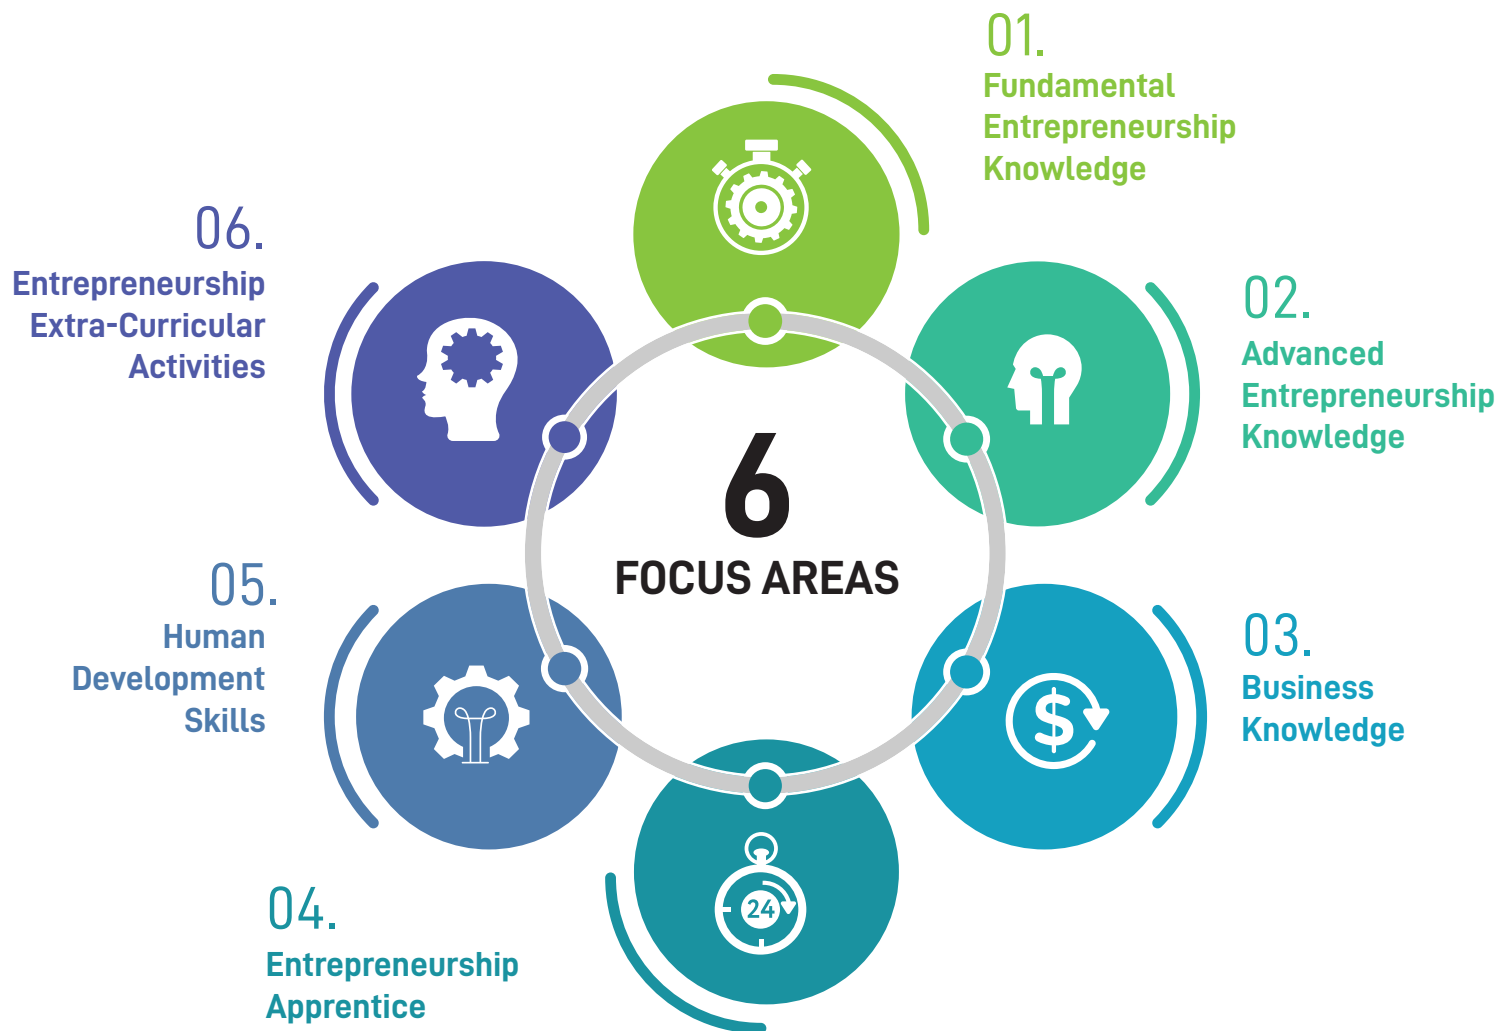 01.
Fundamental
Entrepreneurship
Knowledge
02.
Advanced
Entrepreneurship
Knowledge
03.
Business
Knowledge
04.
Entrepreneurship
Apprentice
05.
Human
Development
Skills
06.
Entrepreneurship
Extra-Curricular
Activities
6
FOCUS AREAS
$
24